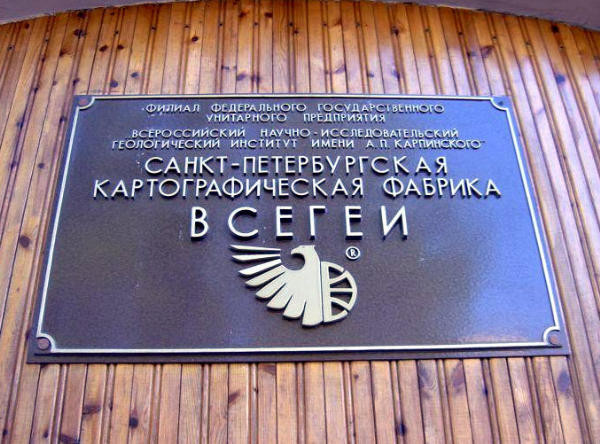 ФИЛИАЛ ФЕДЕРАЛЬНОГО ГОСУДАРСТВЕННОГО
УНИТАРНОГО ПРЕДПРИЯТИЯ
"ВСЕРОССИЙСКИЙ НАУЧНО-ИССЛЕДОВАТЕЛЬСКИЙ
ГЕОЛОГИЧЕСКИЙ ИНСТИТУТ ИМЕНИ А.П. КАРПИНСКОГО"
САНКТ-ПЕТЕРБУРГСКАЯ
КАРТОГРАФИЧЕСКАЯ ФАБРИКА
ВСЕГЕИ
®